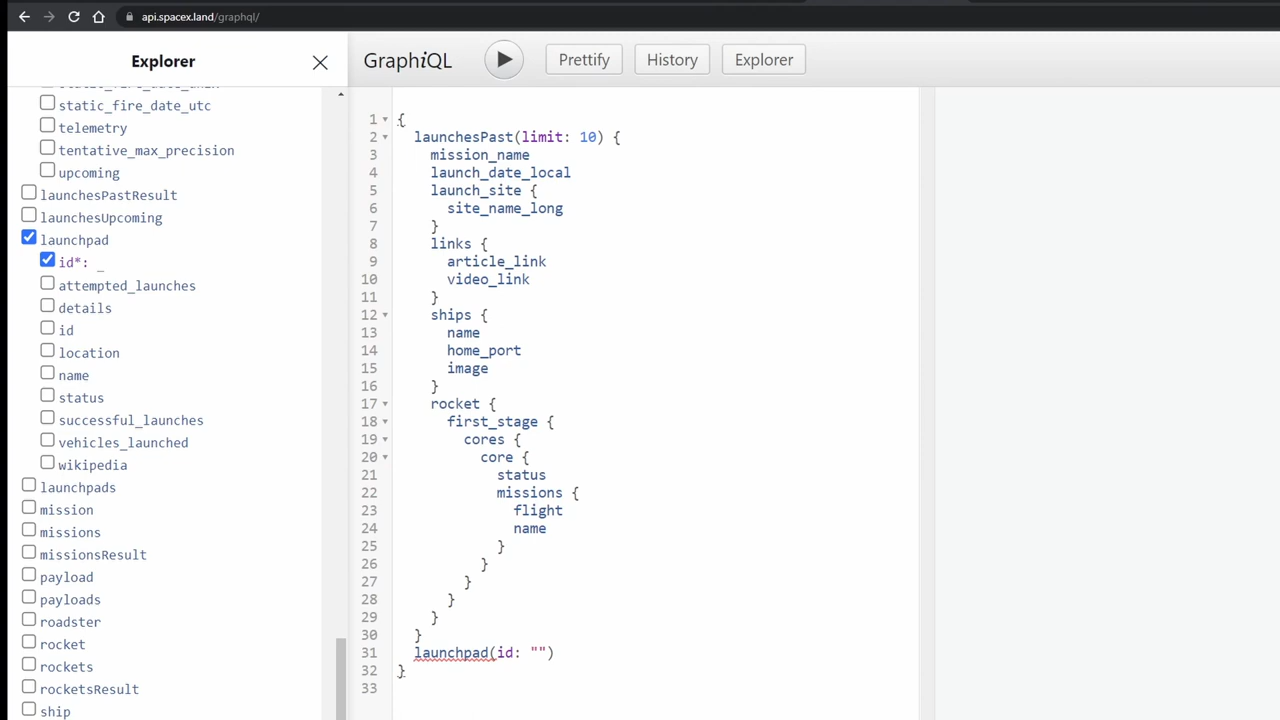 api.spacex.land/graphql/
Explorer
static_fire_date_utc
telemetry
tentative_max_precision
upcoming
launchesPastResult
launchesUpcoming
launchpad
id*: _
attempted_launches
details
id
location
name
status
successful_launches
vehicles_launched
wikipedia
launchpads
mission
missions
missionsResult
payload
payloads
roadster
rocket
rockets
rocketsResult
ship
GraphiQL
Prettify
History
Explorer
1 {
2 launchesPast(limit: 10) {
3 mission_name
4 launch_date_local
5 launch_site {
6 site_name_long
7 }
8 links {
9 article_link
10 video_link
11 }
12 ships {
13 name
14 home_port
15 image
16 }
17 rocket {
18 first_stage {
19 cores {
20 core {
21 status
22 missions {
23 flight
24 name
25 }
26 }
27 }
28 }
29 }
30 }
31 launchpad(id: "")
32 }
33